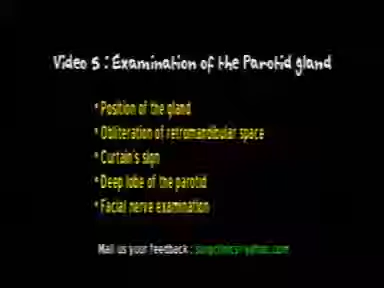 Video 5 : Examination of the Parotid gland
* Position of the gland
* Obliteration of retromandibular space
* Curtain's sign
* Deep lobe of the parotid
* Facial nerve examination
Mail us your feedback :